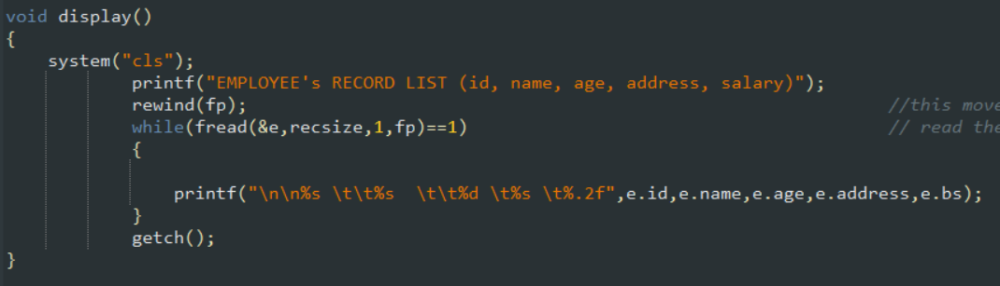 void display()
{
system("cls");
printf("EMPLOYEE's RECORD LIST (id, name, age, address, salary)");
rewind(fp); //this move
while(fread(&e,recsize,1,fp)==1) // read the
{
printf("\n\n%s \t\t%s  \t\t%d \t%s \t%.2f",e.id,e.name,e.age,e.address,e.bs);
}
getch();
}